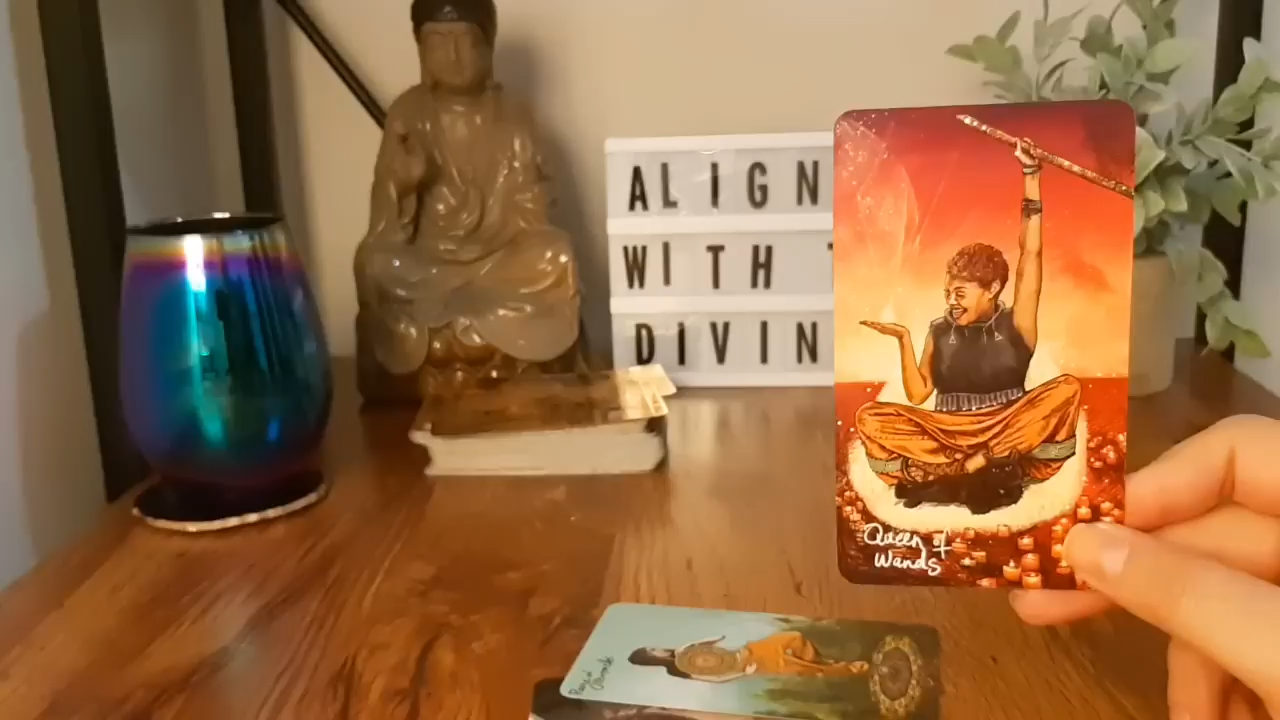 ALIGN
WITH T
DIVIN
Queen of
Wands